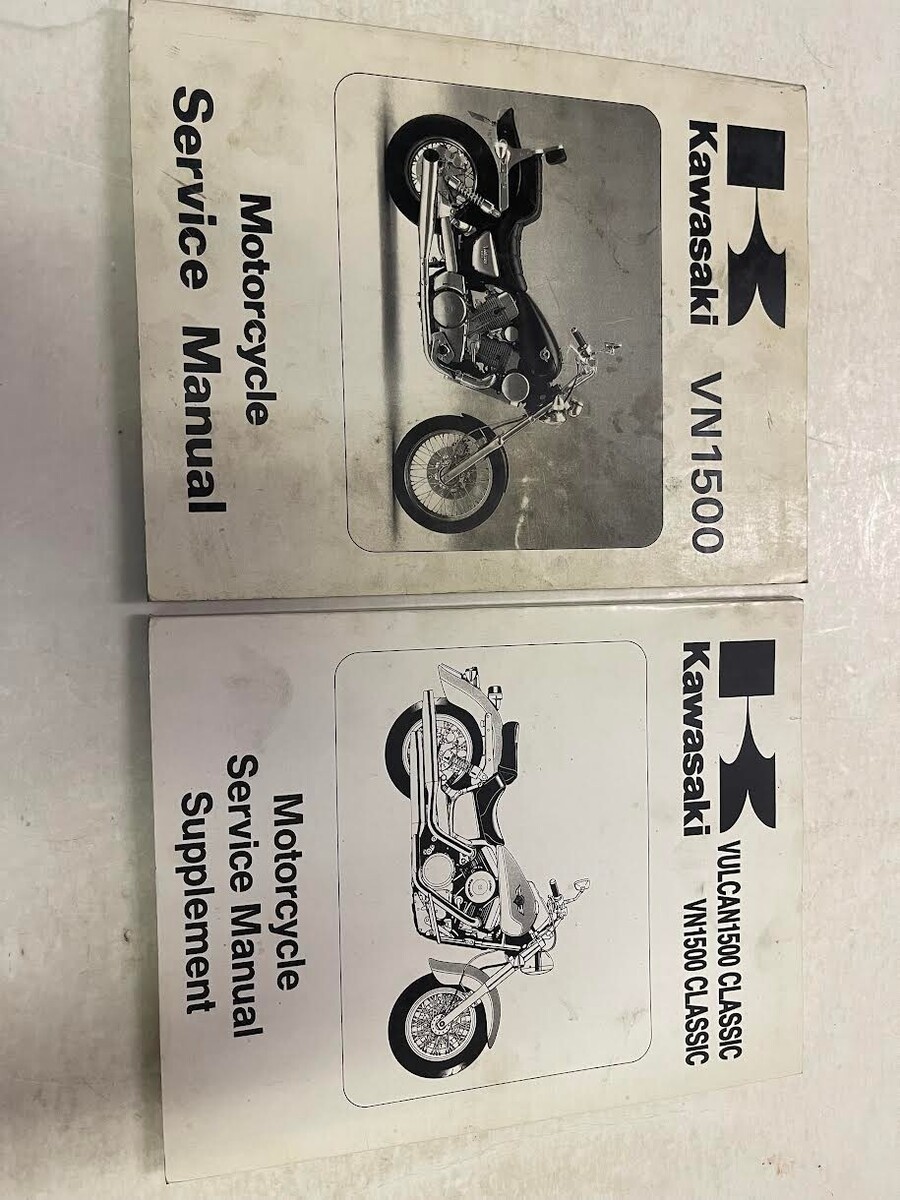 Kawasaki VN1500
Motorcycle
Service Manual
Kawasaki
VULCAN1500 CLASSIC
VN1500 CLASSIC
Motorcycle
Service Manual
Supplement